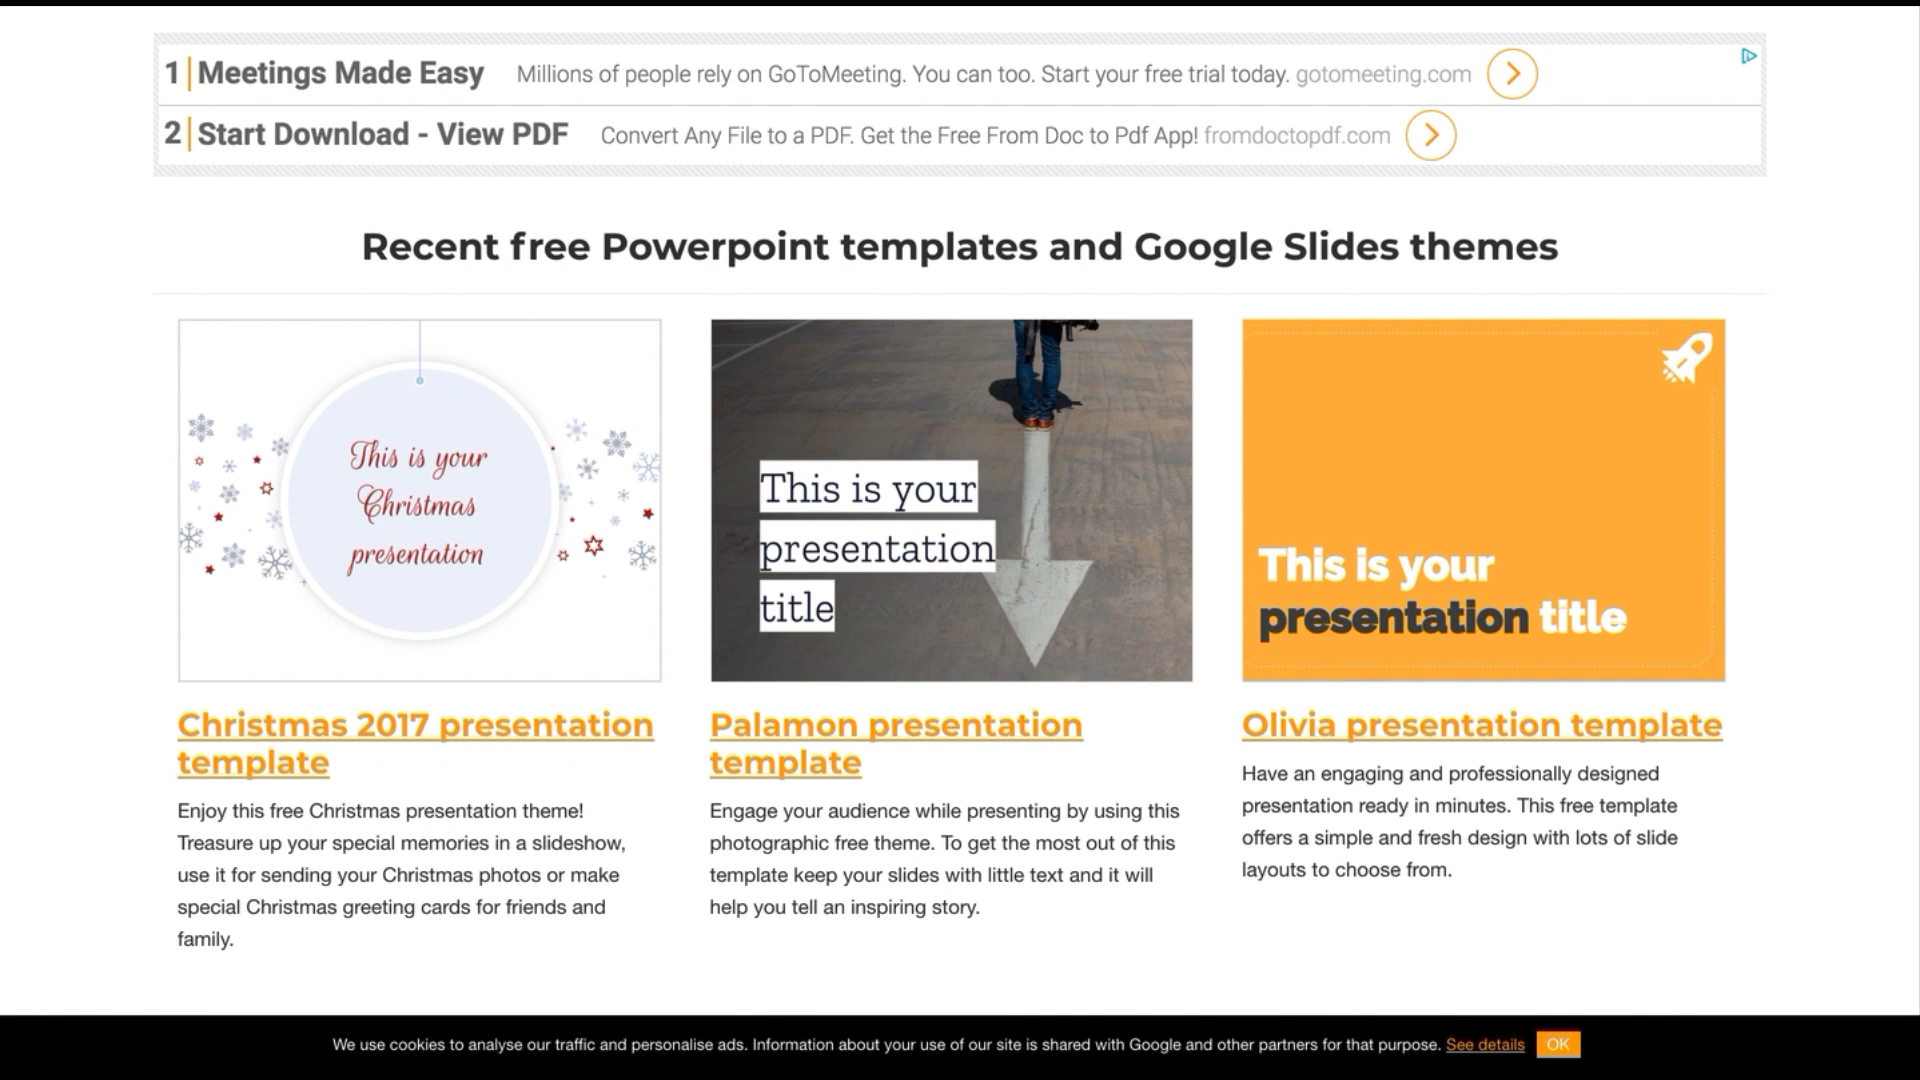 1 Meetings Made Easy Millions of people rely on GoToMeeting. You can too. Start your free trial today. gotomeeting.com
2 Start Download - View PDF Convert Any File to a PDF. Get the Free From Doc to Pdf App! fromdoctopdf.com
Recent free Powerpoint templates and Google Slides themes
This is your
Christmas
presentation
This is your
presentation
title
This is your
presentation title
Christmas 2017 presentation
template
Enjoy this free Christmas presentation theme!
Treasure up your special memories in a slideshow,
use it for sending your Christmas photos or make
special Christmas greeting cards for friends and
family.
Palamon presentation
template
Engage your audience while presenting by using this
photographic free theme. To get the most out of this
template keep your slides with little text and it will
help you tell an inspiring story.
Olivia presentation template
Have an engaging and professionally designed
presentation ready in minutes. This free template
offers a simple and fresh design with lots of slide
layouts to choose from.
We use cookies to analyse our traffic and personalise ads. Information about your use of our site is shared with Google and other partners for that purpose. See details OK